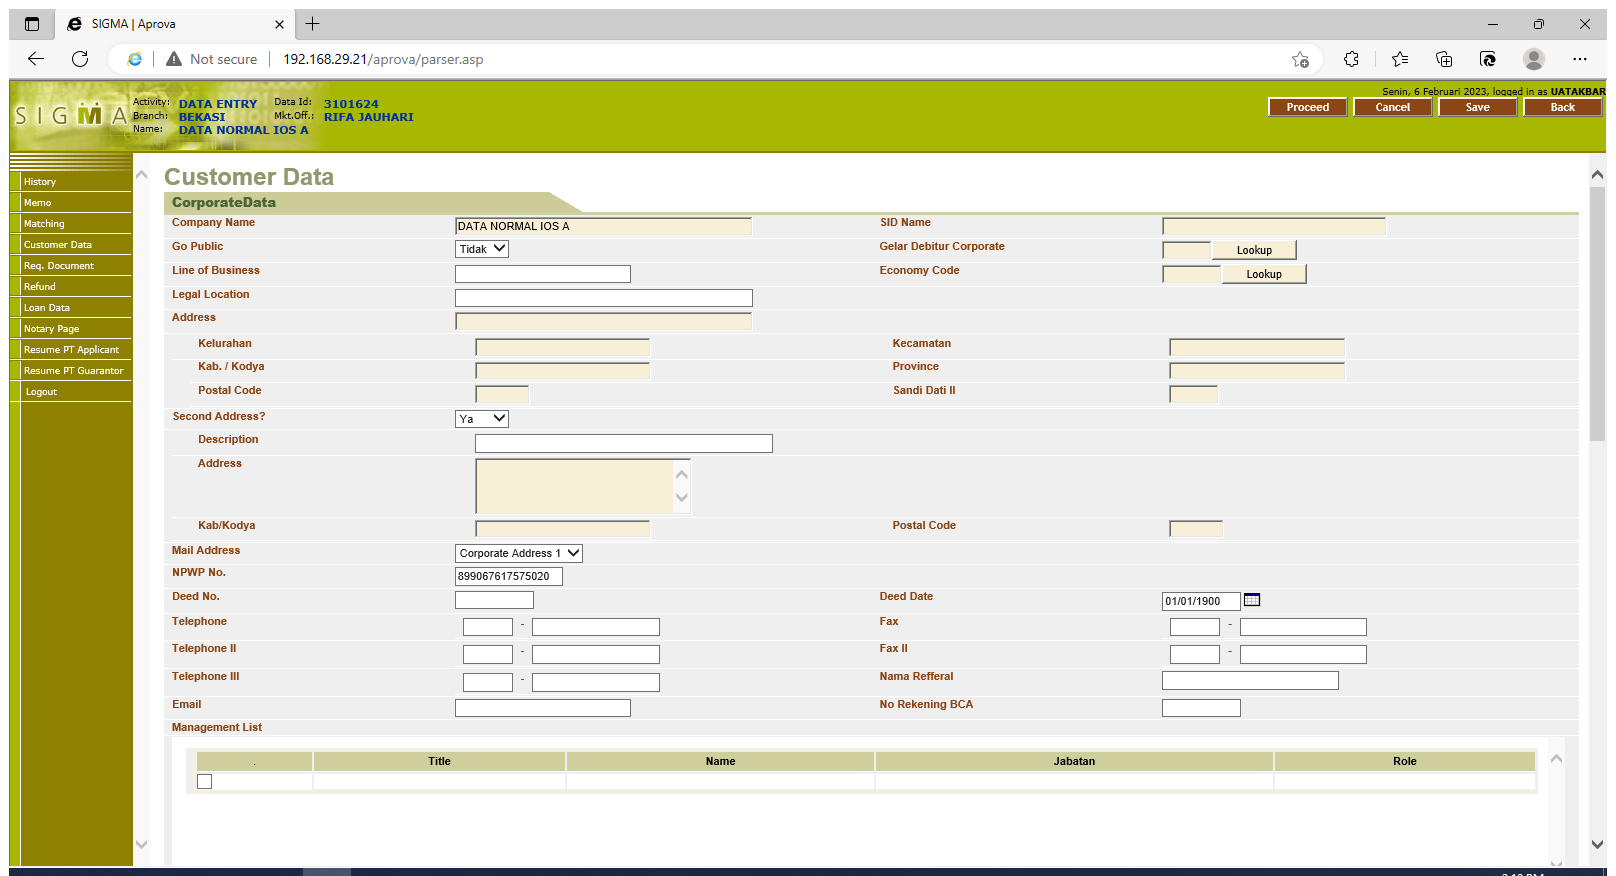 SIGMA | Aprova
Not secure
192.168.29.21/aprova/parser.asp
SIGMA
Activity: DATA ENTRY Data Id: 3101624
Branch: BEKASI Mkt.Off.: RIFA JAUHARI
Name: DATA NORMAL IOS A
Senin, 6 Februari 2023, logged in as UATAKBAR
Proceed Cancel Save Back
History
Memo
Matching
Customer Data
Req. Document
Refund
Loan Data
Notary Page
Resume PT Applicant
Resume PT Guarantor
Logout
Customer Data
CorporateData
Company Name DATA NORMAL IOS A SID Name
Go Public Tidak Gelar Debitur Corporate Lookup
Line of Business Economy Code Lookup
Legal Location
Address
Kelurahan Kecamatan
Kab. / Kodya Province
Postal Code Sandi Dati II
Second Address? Ya
Description
Address
Kab/Kodya Postal Code
Mail Address Corporate Address 1
NPWP No. 899067617575020
Deed No. Deed Date 01/01/1900
Telephone - Fax -
Telephone II - Fax II -
Telephone III - Nama Refferal
Email No Rekening BCA
Management List
. Title Name Jabatan Role